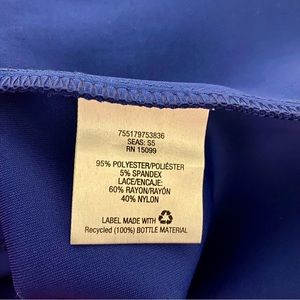 755179753836
SEAS: S5
RN 15099
95% POLYESTER/POLIÉSTER
5% SPANDEX
LACE/ENCAJE:
60% RAYON/RAYÓN
40% NYLON
LABEL MADE WITH
Recycled (100%) BOTTLE MATERIAL